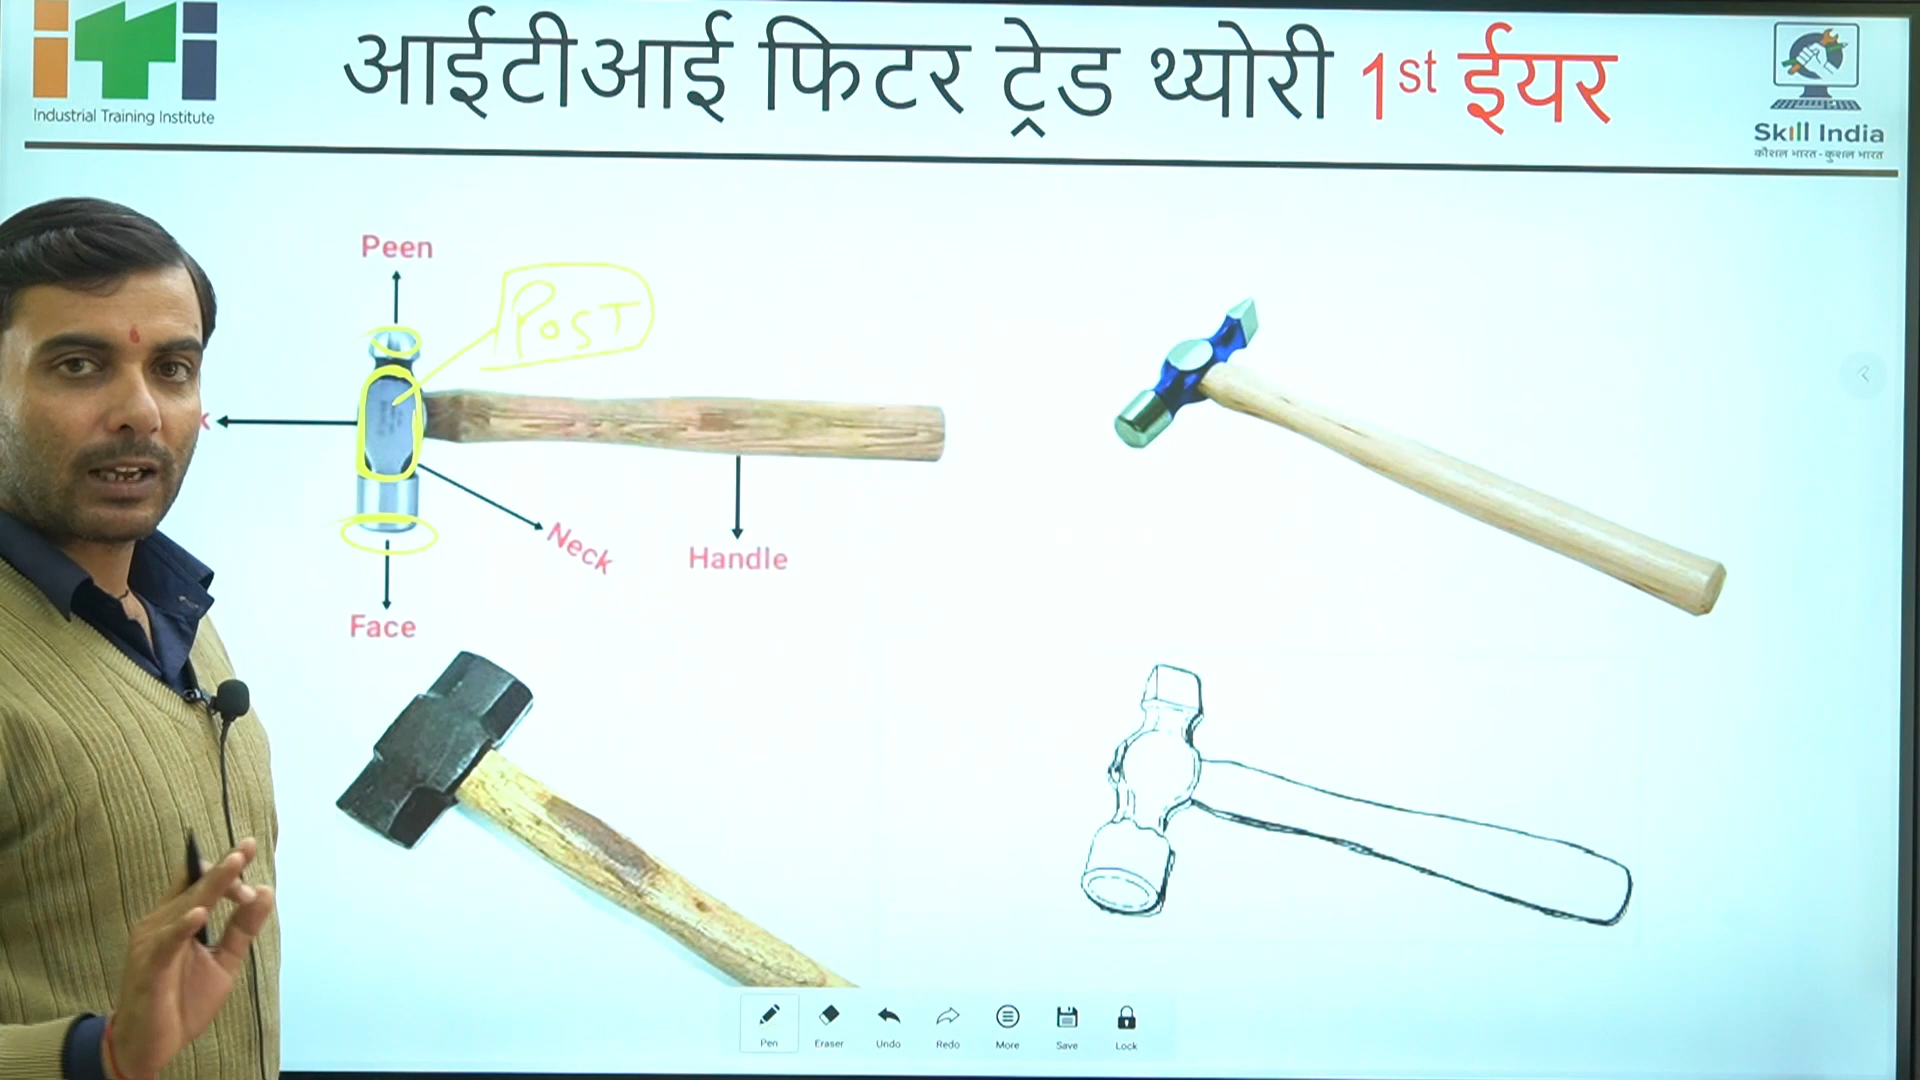 आईटीआई फिटर ट्रेड थ्योरी 1st ईयर
Industrial Training Institute
Skill India
कौशल भारत - कुशल भारत
Peen
POST
Neck
Handle
Face
Pen
Eraser
Undo
Redo
More
Save
Lock